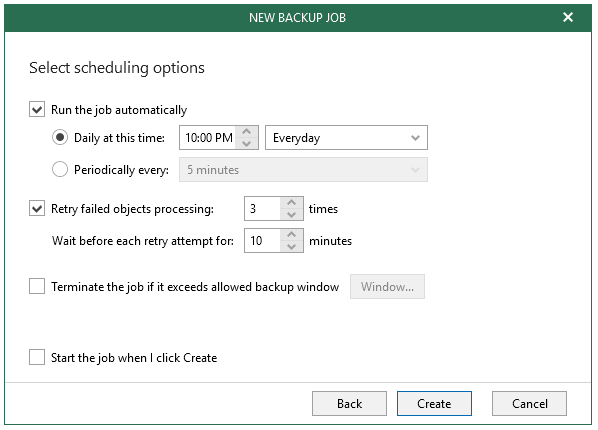 NEW BACKUP JOB
Select scheduling options
Run the job automatically
Daily at this time: 10:00 PM Everyday
Periodically every: 5 minutes
Retry failed objects processing: 3 times
Wait before each retry attempt for: 10 minutes
Terminate the job if it exceeds allowed backup window Window...
Start the job when I click Create
Back Create Cancel